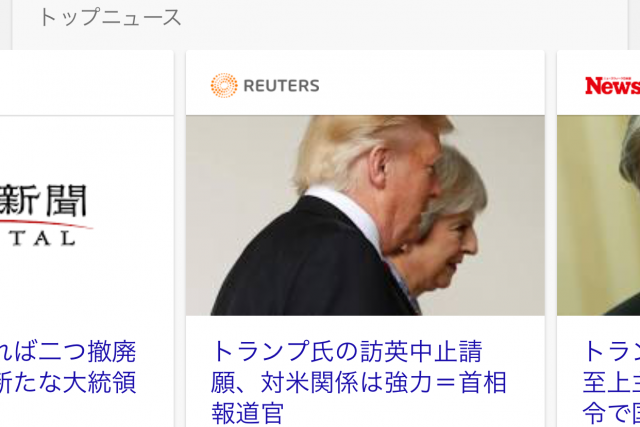 トップニュース
新聞
TAL
れば二つ撤廃
新たな大統領
REUTERS
トランプ氏の訪英中止請
願、対米関係は強力＝首相
報道官
News
トラン
至上主
令で国